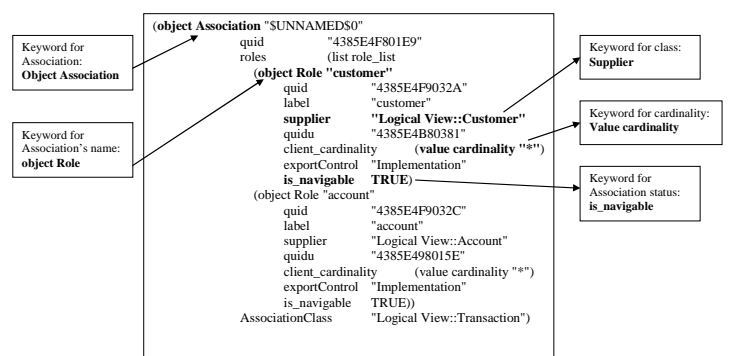 Keyword for
Association:
Object Association
Keyword for
Association's name:
object Role
(object Association "$UNNAMED$0"
quid "4385E4F801E9"
roles (list role_list
(object Role "customer"
quid "4385E4F9032A"
label "customer"
supplier "Logical View::Customer"
quidu "4385E4B80381"
client_cardinality (value cardinality "*")
exportControl "Implementation"
is_navigable TRUE)
(object Role "account"
quid "4385E4F9032C"
label "account"
supplier "Logical View::Account"
quidu "4385E498015E"
client_cardinality (value cardinality "*")
exportControl "Implementation"
is_navigable TRUE))
AssociationClass "Logical View::Transaction")
Keyword for class:
Supplier
Keyword for cardinality:
Value cardinality
Keyword for
Association status:
is_navigable